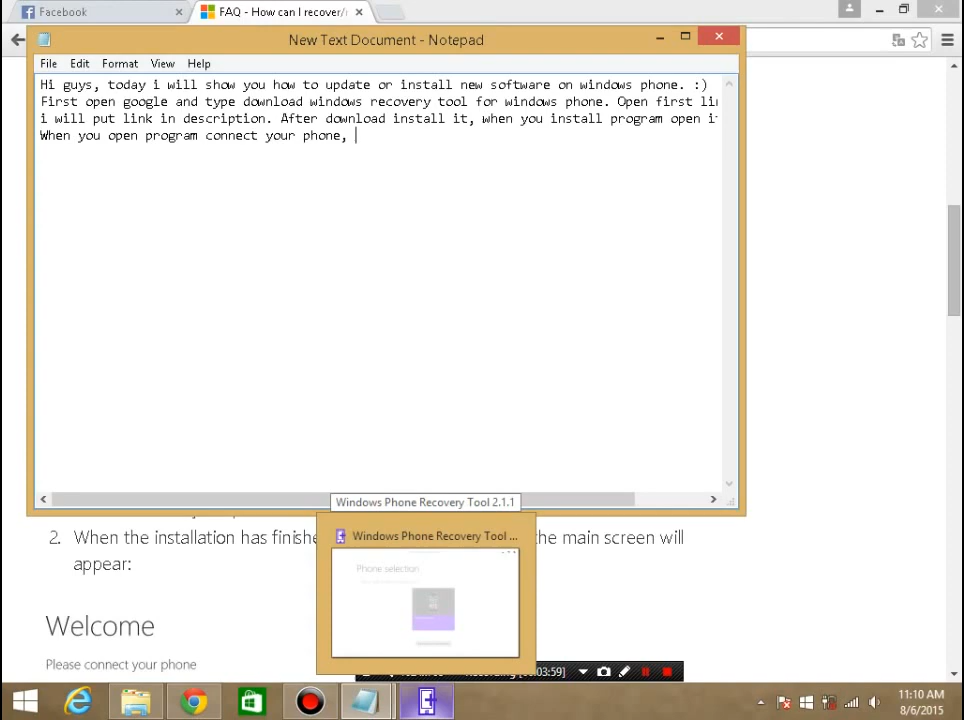 Facebook
FAQ - How can I recover/
New Text Document - Notepad
File Edit Format View Help
Hi guys, today i will show you how to update or install new software on windows phone. :)
First open google and type download windows recovery tool for windows phone. Open first
i will put link in description. After download install it, when you install program open
When you open program connect your phone,
Windows Phone Recovery Tool 2.1.1
Windows Phone Recovery Tool ...
Phone selection
2. When the installation has the main screen will
appear:
Welcome
Please connect your phone
11:10 AM
8/6/2015